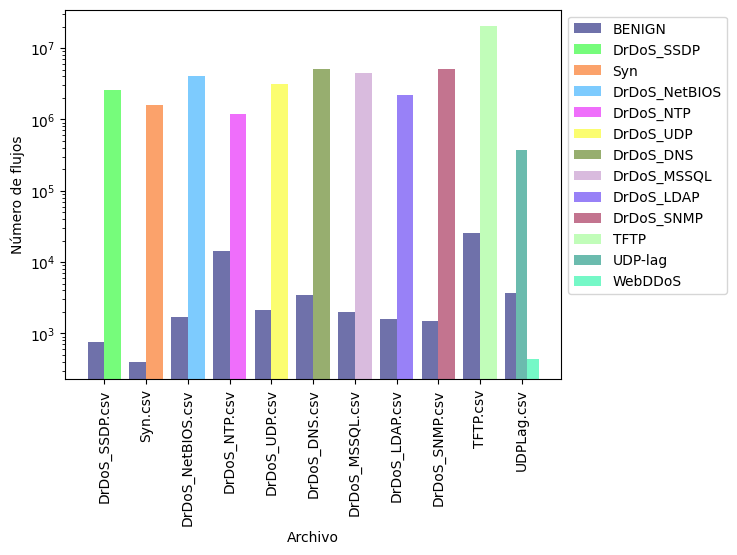 10^7
10^6
10^5
10^4
10^3
Número de flujos
DrDoS_SSDP.csv
Syn.csv
DrDoS_NetBIOS.csv
DrDoS_NTP.csv
DrDoS_UDP.csv
DrDoS_DNS.csv
DrDoS_MSSQL.csv
DrDoS_LDAP.csv
DrDoS_SNMP.csv
TFTP.csv
UDPLag.csv
Archivo
BENIGN
DrDoS_SSDP
Syn
DrDoS_NetBIOS
DrDoS_NTP
DrDoS_UDP
DrDoS_DNS
DrDoS_MSSQL
DrDoS_LDAP
DrDoS_SNMP
TFTP
UDP-lag
WebDDoS